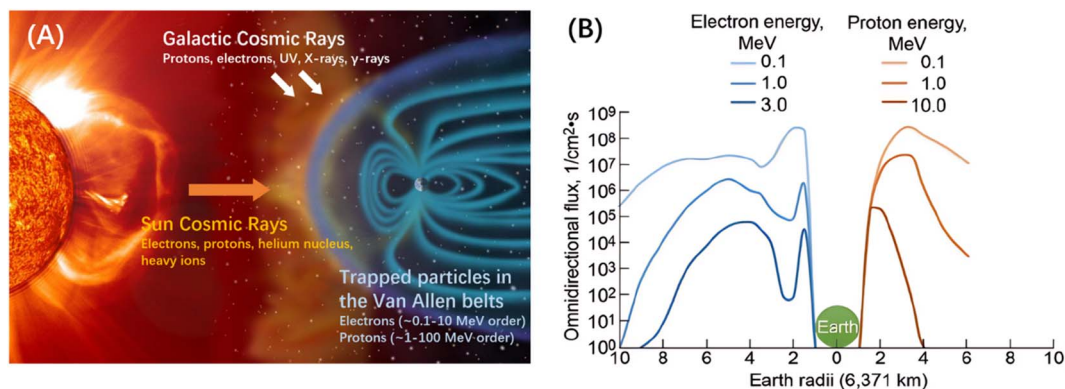 (A)
Galactic Cosmic Rays
Protons, electrons, UV, X-rays, γ-rays
Sun Cosmic Rays
Electrons, protons, helium nucleus,
heavy ions
Trapped particles in
the Van Allen belts
Electrons (~0.1-10 MeV order)
Protons (~1-100 MeV order)
(B)
Electron energy,
MeV
0.1
1.0
3.0
Proton energy,
MeV
0.1
1.0
10.0
Omnidirectional flux, 1/cm²•s
10⁹
10⁸
10⁷
10⁶
10⁵
10⁴
10³
10²
10¹
10⁰
Earth
10 8 6 4 2 0 2 4 6 8 10
Earth radii (6,371 km)